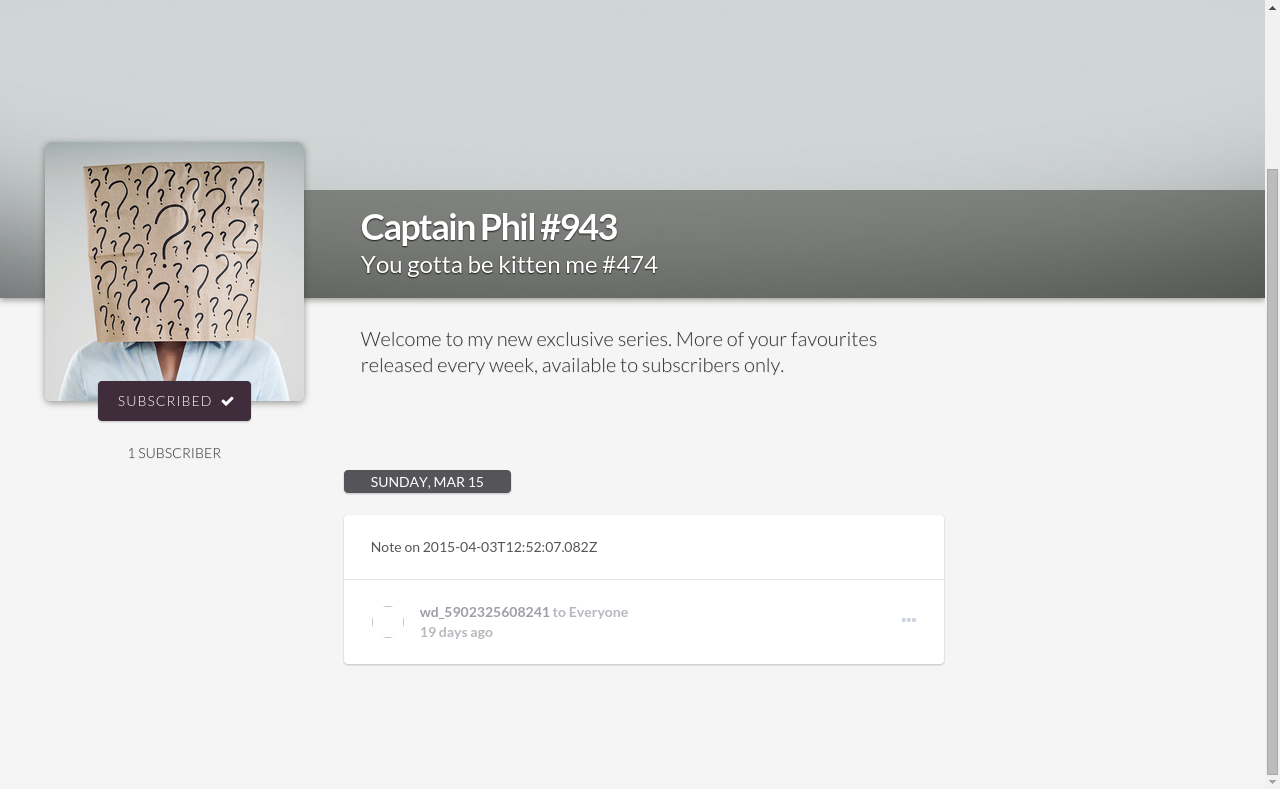 Captain Phil #943
You gotta be kitten me #474
Welcome to my new exclusive series. More of your favourites
released every week, available to subscribers only.
SUBSCRIBED
1 SUBSCRIBER
SUNDAY, MAR 15
Note on 2015-04-03T12:52:07.082Z
wd_5902325608241 to Everyone
19 days ago